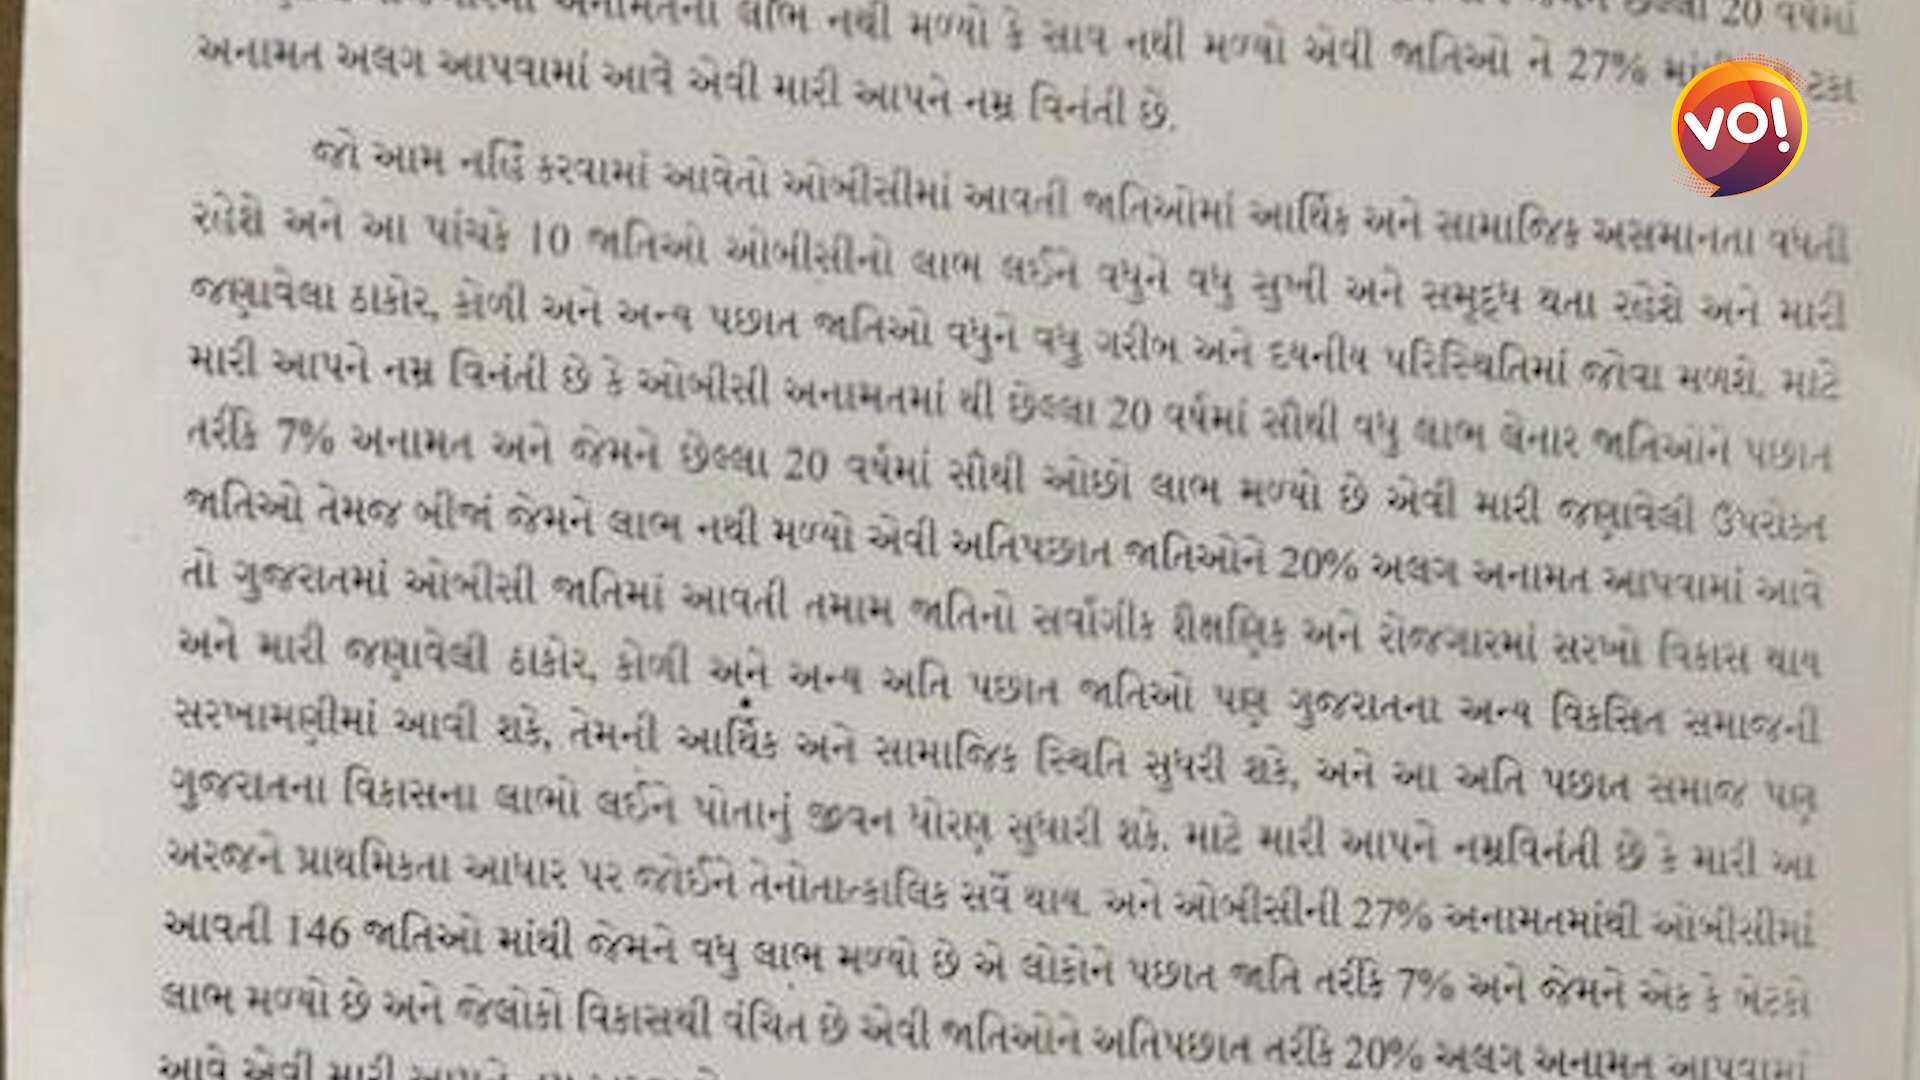 અનામતના લાભ નથી મળ્યો કે સાવ નથી મળ્યો એવી જાતિઓ ને 27% ટકા
છેલ્લા 20 વર્ષમાં
અનામત અલગ આપવામાં આવે એવી મારી આપને નમ્ર વિનંતી છે.
જો આમ નહિં કરવામાં આવેતો ઓબીસીમાં આવતી જાતિઓમાં આર્થિક અને સામાજિક અસમાનતા વધતી
રહેશે અને આ પાંચકે 10 જાતિઓ ઓબીસીનો લાભ લઈને વધુને વધુ સુખી અને સમૃદ્ધ થતા રહેશે અને મારી
જણાવેલા ઠાકોર, કોળી અને અન્ય પછાત જાતિઓ વધુને વધુ ગરીબ અને દયનીય પરિસ્થિતિમાં જોવા મળશે. માટે
મારી આપને નમ્ર વિનંતી છે કે ઓબીસી અનામતમાં થી છેલ્લા 20 વર્ષમાં સૌથી વધુ લાભ લેનાર જાતિઓને પછાત
તર્રીકે 7% અનામત અને જેમને છેલ્લા 20 વર્ષમાં સૌથી ઓછો લાભ મળ્યો છે એવી મારી જણાવેલી ઉપરોક્ત
જાતિઓ તેમજ બીજાં જેમને લાભ નથી મળ્યો એવી અતિપછાત જાતિઓને 20% અલગ અનામત આપવામાં આવે
તો ગુજરાતમાં ઓબીસી જાતિમાં આવતી તમામ જાતિનો સર્વાંગીક શૈક્ષણિક અને રોજગારમાં સરખો વિકાસ થાય
અને મારી જણાવેલી ઠાકોર, કોળી અને અન્ય અતિ પછાત જાતિઓ પણ ગુજરાતના અન્ય વિકસિત સમાજની
સરખામણીમાં આવી શકે, તેમની આર્થિક અને સામાજિક સ્થિતિ સુધરી શકે, અને આ અતિ પછાત સમાજ પણ
ગુજરાતના વિકાસના લાભો લઈને પોતાનું જીવન ધોરણ સુધારી શકે. માટે મારી આપને નમ્રવિનંતી છે કે મારી આ
અરજને પ્રાથમિકતા આધાર પર જોઈને તેનોતાત્કાલિક સર્વે થાય. અને ઓબીસીની 27% અનામતમાંથી ઓબીસીમાં
આવતી 146 જાતિઓ માંથી જેમને વધુ લાભ મળ્યો છે એ લોકોને પછાત જાતિ તર્રીકે 7% અને જેમને એક કે બેટકો
લાભ મળ્યો છે અને જેલોકો વિકાસથી વંચિત છે એવી જાતિઓને અતિપછાત તર્રીકે 20% અલગ અનામત આપવામાં
આવે એવી મારી આપને
VO!